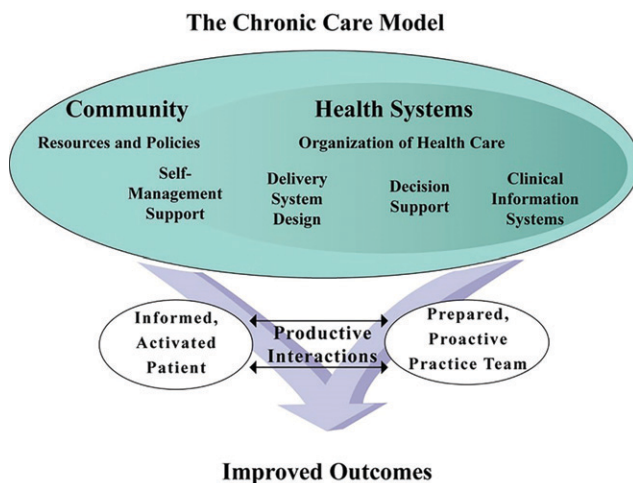 The Chronic Care Model
Community
Resources and Policies
Health Systems
Organization of Health Care
Self-
Management
Support
Delivery
System
Design
Decision
Support
Clinical
Information
Systems
Informed,
Activated
Patient
Productive
Interactions
Prepared,
Proactive
Practice Team
Improved Outcomes